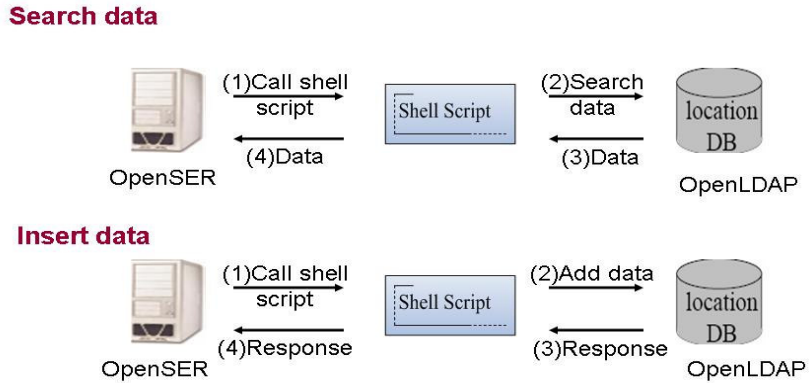 Search data
(1)Call shell
script
(2)Search
data
Shell Script
location
DB
(4)Data
(3)Data
OpenSER
OpenLDAP
Insert data
(1)Call shell
script
(2)Add data
Shell Script
location
DB
(4)Response
(3)Response
OpenSER
OpenLDAP